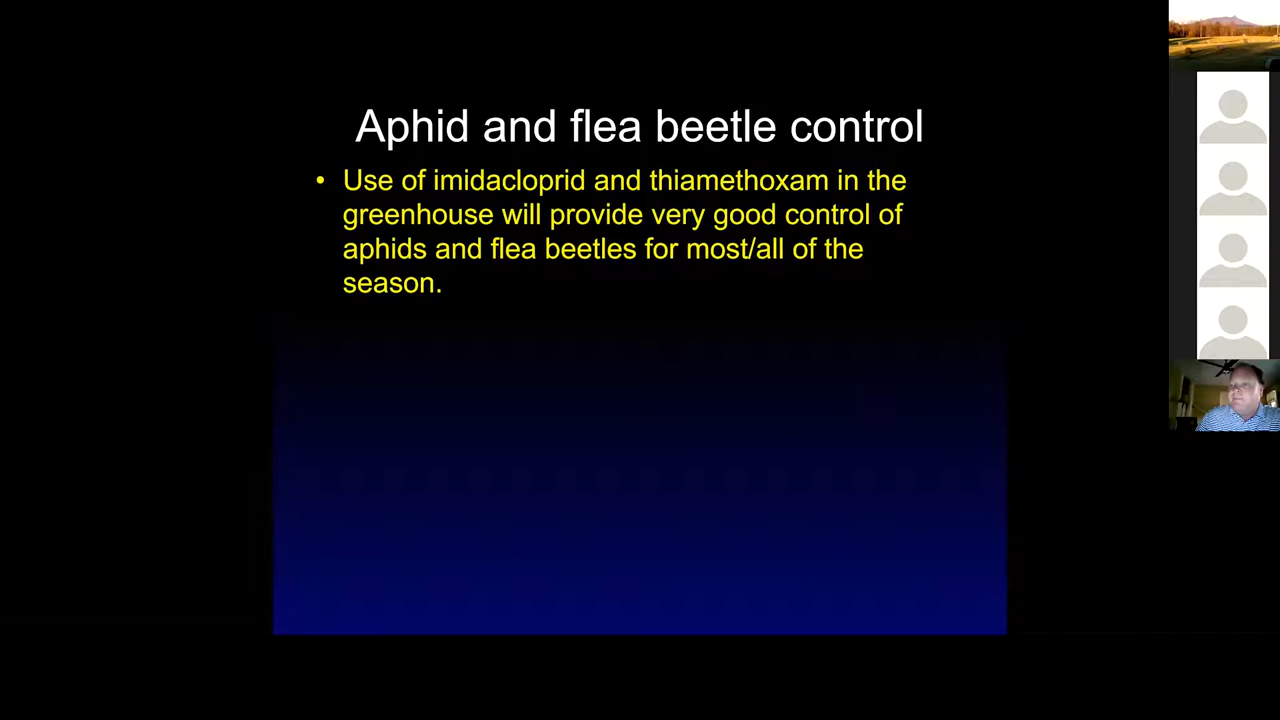 Aphid and flea beetle control
• Use of imidacloprid and thiamethoxam in the
greenhouse will provide very good control of
aphids and flea beetles for most/all of the
season.